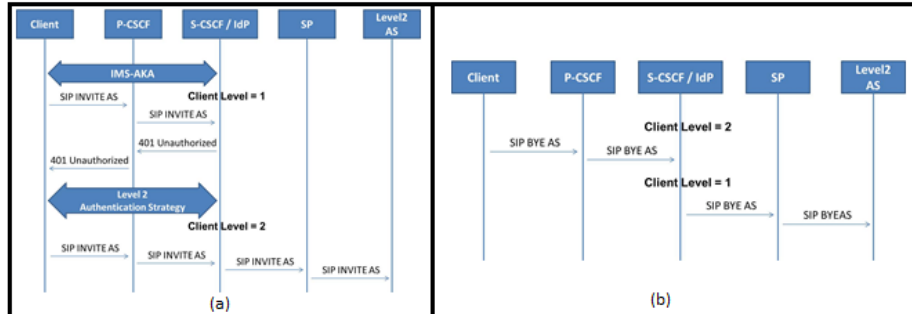 Client P-CSCF S-CSCF / IdP SP Level2
AS
IMS-AKA
Client Level = 1
SIP INVITE AS
SIP INVITE AS
401 Unauthorized
401 Unauthorized
Level 2
Authentication Strategy
Client Level = 2
SIP INVITE AS
SIP INVITE AS
SIP INVITE AS
SIP INVITE AS
(a)
Client P-CSCF S-CSCF / IdP SP Level2
AS
Client Level = 2
SIP BYE AS
SIP BYE AS
Client Level = 1
SIP BYE AS
SIP BYEAS
(b)